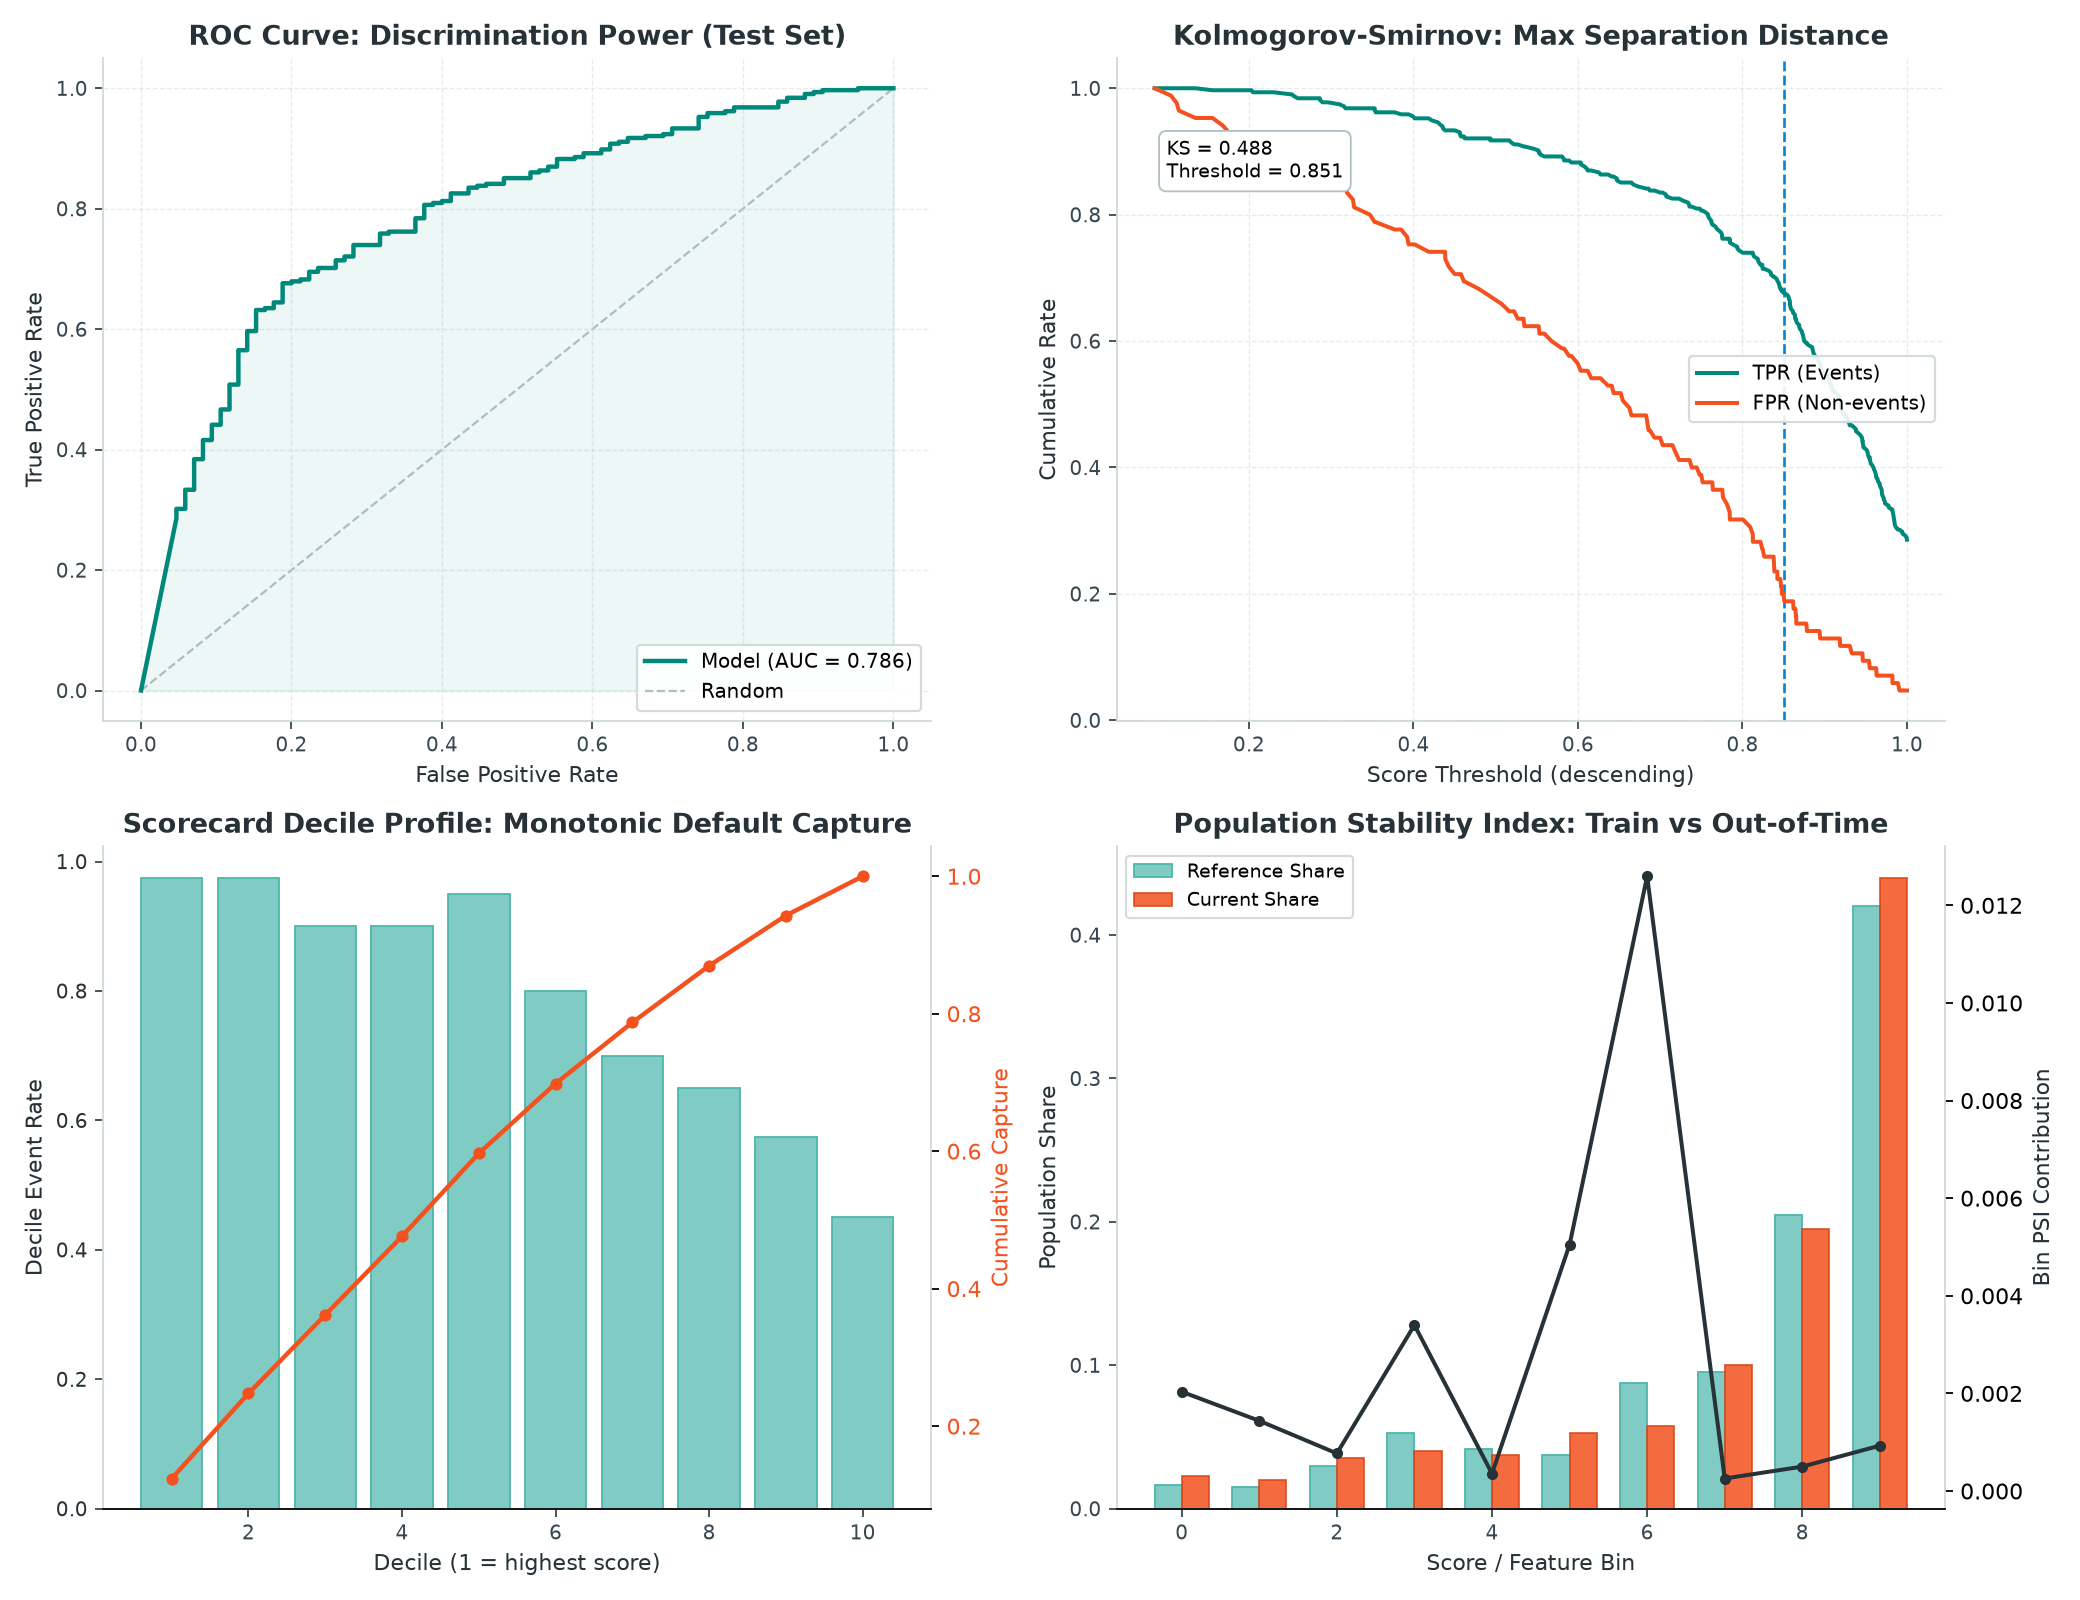 ROC Curve: Discrimination Power (Test Set)
True Positive Rate
1.0
0.8
0.6
0.4
0.2
0.0
Model (AUC = 0.786)
Random
0.0 0.2 0.4 0.6 0.8 1.0
False Positive Rate
Kolmogorov-Smirnov: Max Separation Distance
Cumulative Rate
1.0
0.8
0.6
0.4
0.2
0.0
KS = 0.488
Threshold = 0.851
TPR (Events)
FPR (Non-events)
0.2 0.4 0.6 0.8 1.0
Score Threshold (descending)
Scorecard Decile Profile: Monotonic Default Capture
Decile Event Rate
1.0
0.8
0.6
0.4
0.2
0.0
1.0
0.8
0.6
0.4
0.2
Cumulative Capture
2 4 6 8 10
Decile (1 = highest score)
Population Stability Index: Train vs Out-of-Time
Reference Share
Current Share
Population Share
0.4
0.3
0.2
0.1
0.0
0.012
0.010
0.008
0.006
0.004
0.002
0.000
Bin PSI Contribution
0 2 4 6 8
Score / Feature Bin